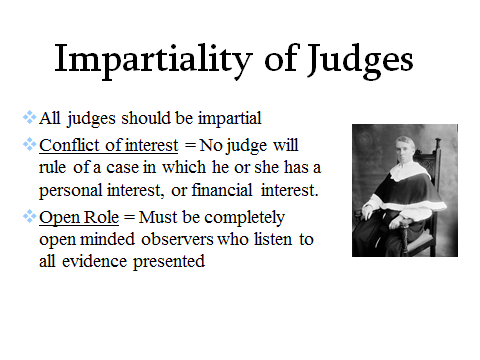 Impartiality of Judges
All judges should be impartial
Conflict of interest = No judge will
rule of a case in which he or she has a
personal interest, or financial interest.
Open Role = Must be completely
open minded observers who listen to
all evidence presented